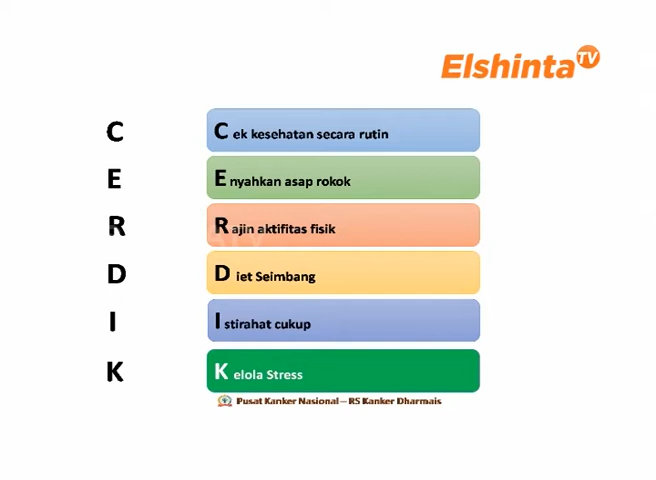 Elshinta TV
C Cek kesehatan secara rutin
E Enyahkan asap rokok
R Rajin aktifitas fisik
D Diet Seimbang
I Istirahat cukup
K Kelola Stress
Pusat Kanker Nasional – RS Kanker Dharmais